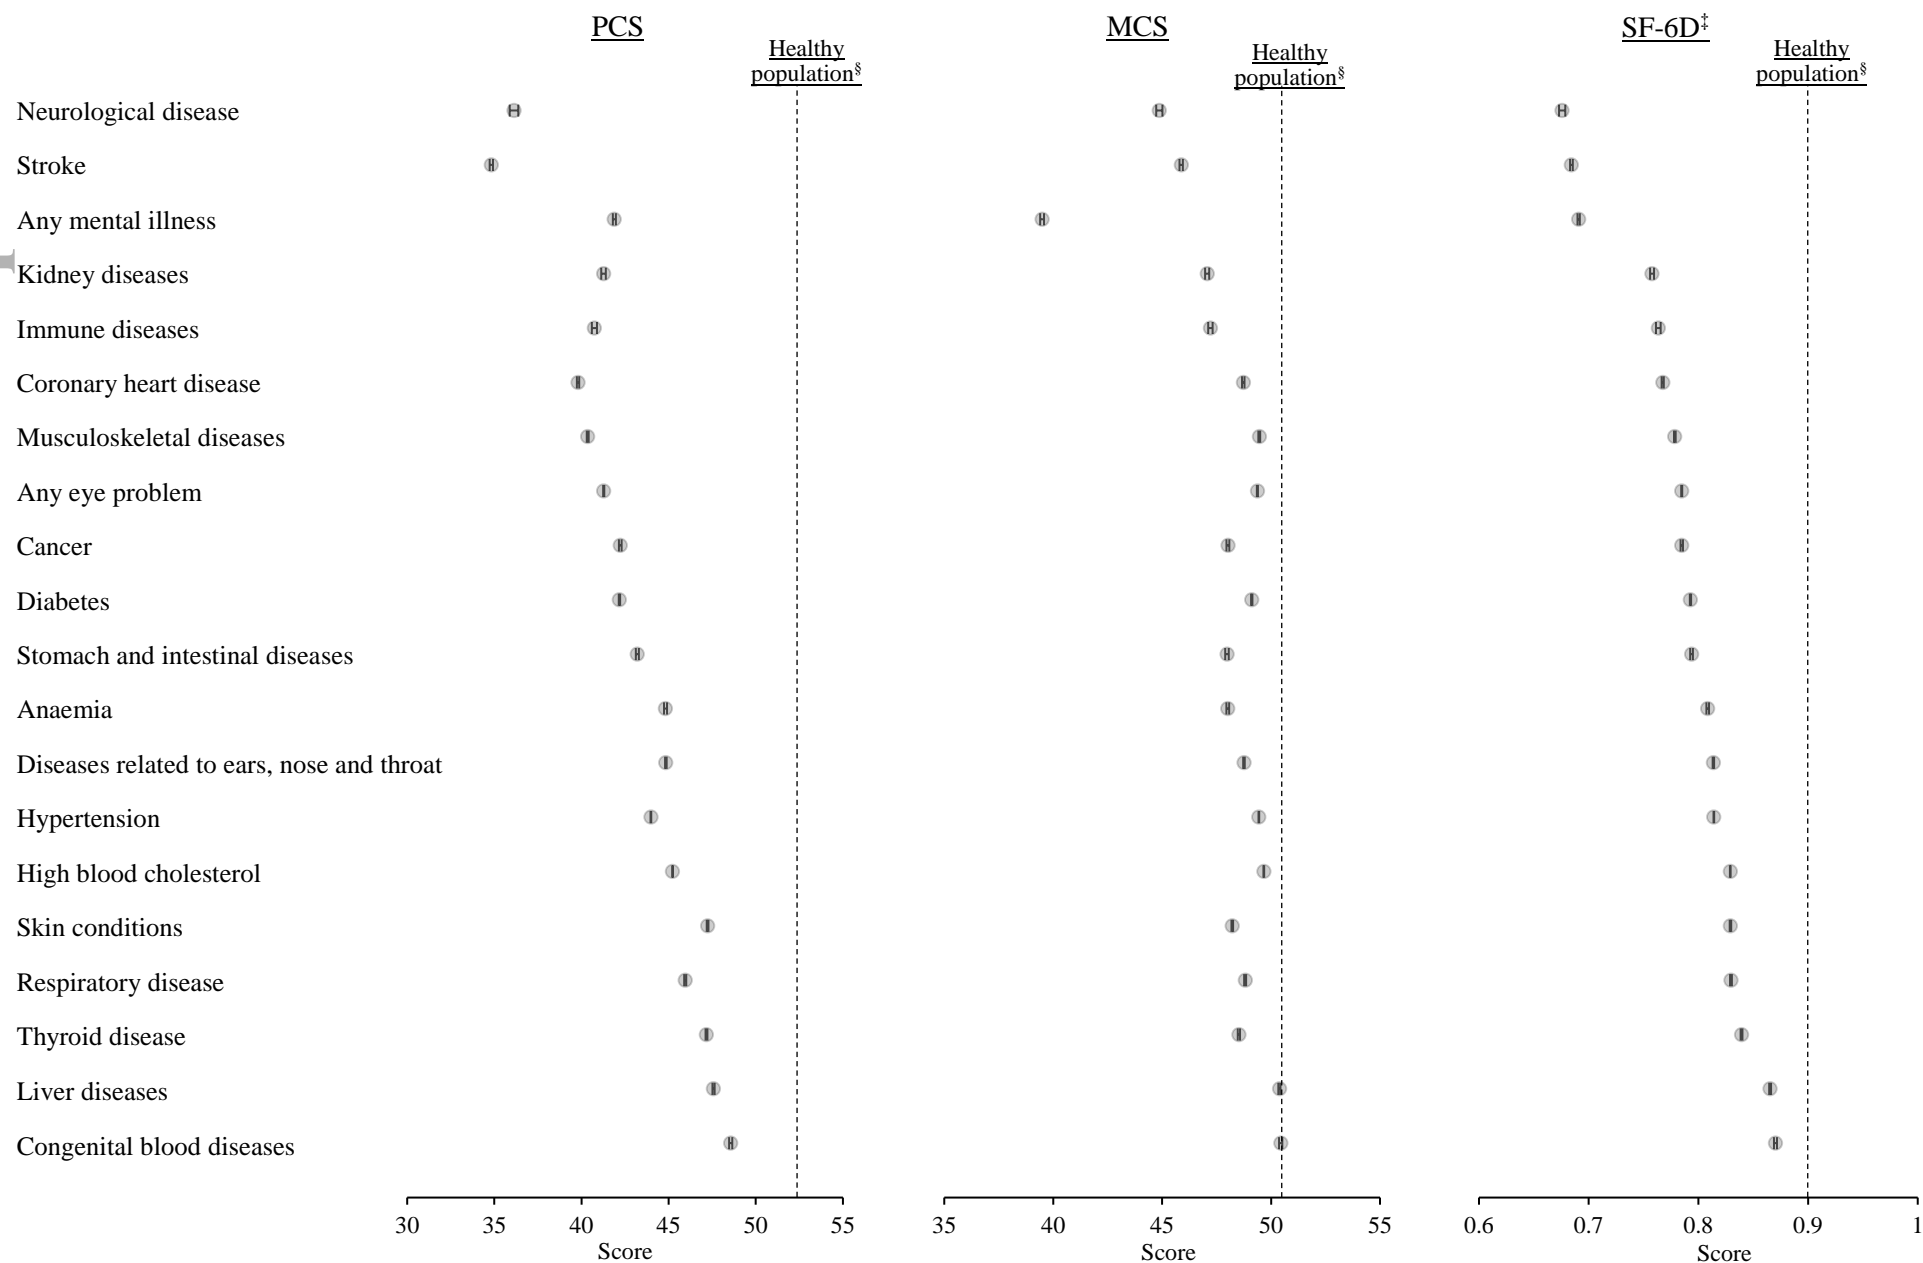 PCS
MCS
SF-6D‡
Healthy
population§
Healthy
population§
Healthy
population§
Neurological disease
Stroke
Any mental illness
Kidney diseases
Immune diseases
Coronary heart disease
Musculoskeletal diseases
Any eye problem
Cancer
Diabetes
Stomach and intestinal diseases
Anaemia
Diseases related to ears, nose and throat
Hypertension
High blood cholesterol
Skin conditions
Respiratory disease
Thyroid disease
Liver diseases
Congenital blood diseases
30 35 40 45 50 55
Score
35 40 45 50 55
Score
0.6 0.7 0.8 0.9 1
Score